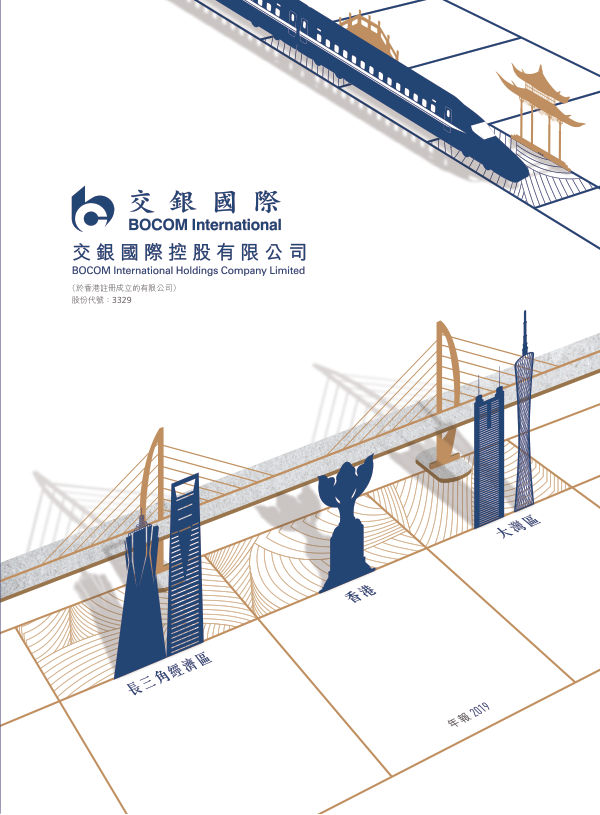 交銀國際
BOCOM International
交銀國際控股有限公司
BOCOM International Holdings Company Limited
(於香港註冊成立的有限公司)
股份代號：3329
大灣區
香港
長三角經濟區
年報 2019